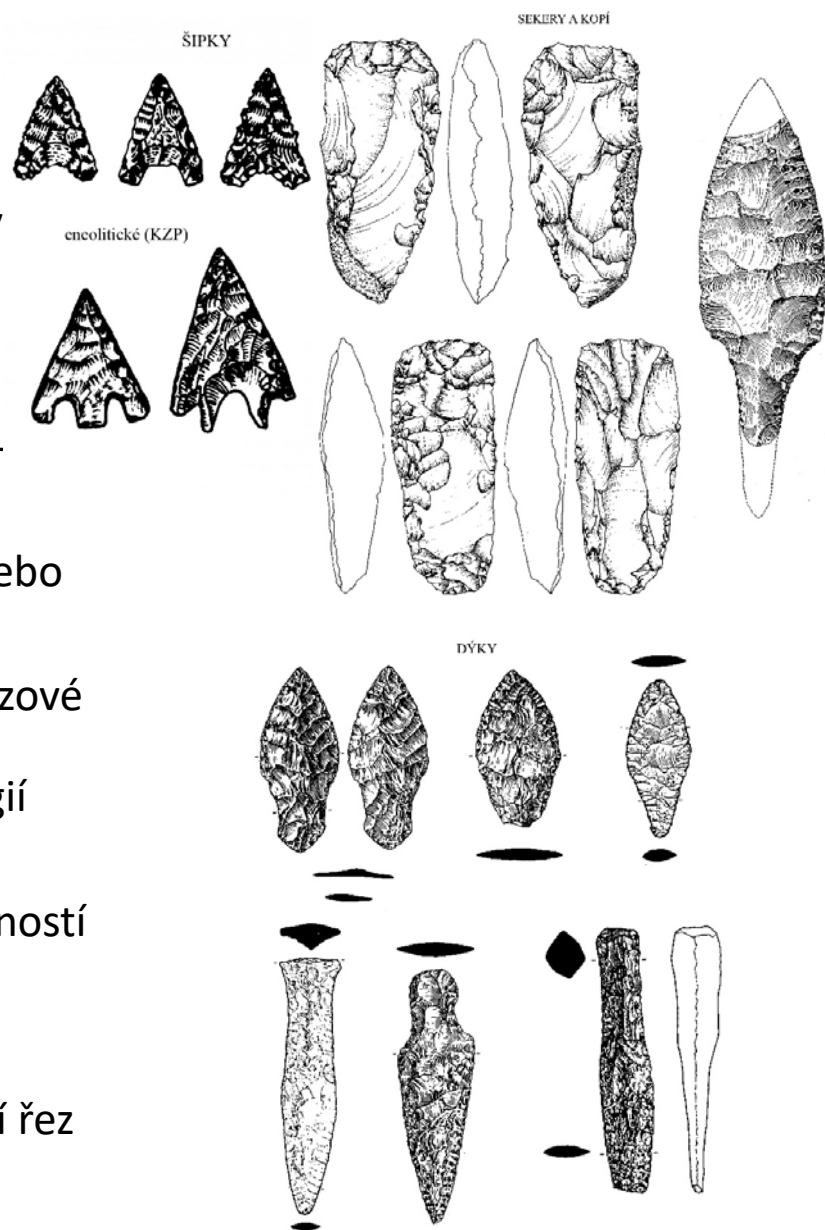 ŠIPKY
SEKERY A KOPÍ
eneolitické (KZP)
ebo
DÝKY
zové
gií
ností
í řez